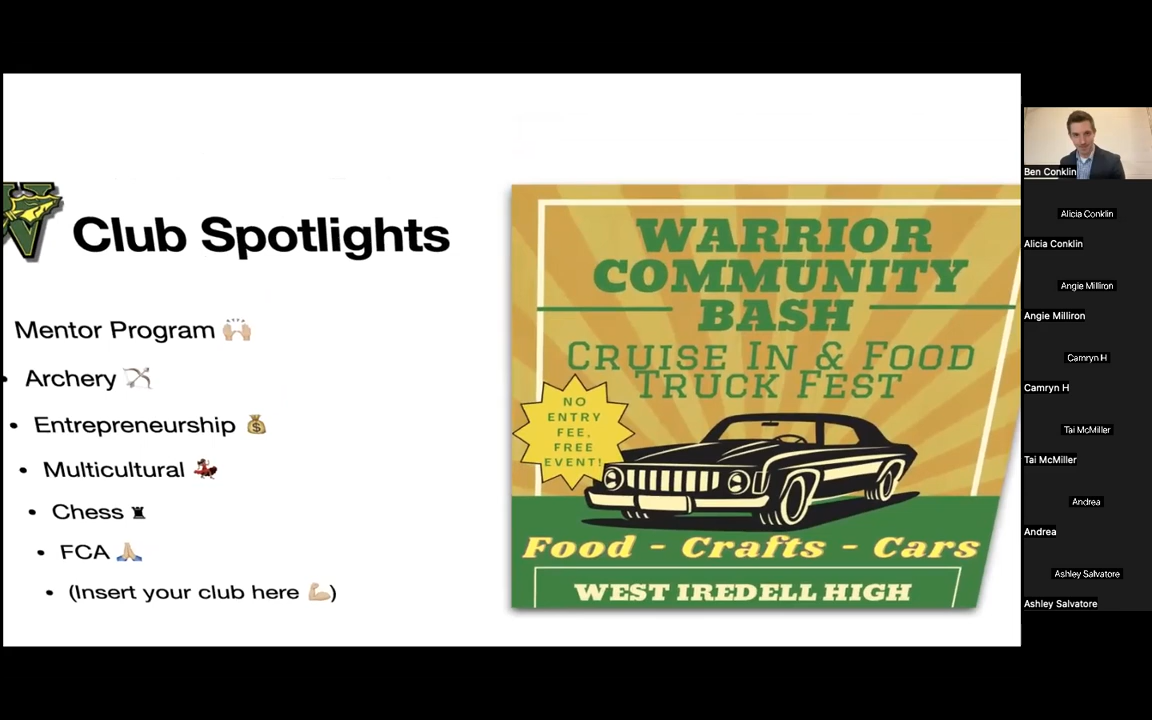 W
Club Spotlights
Mentor Program 🙌🏼
• Archery 🏹
• Entrepreneurship 💰
• Multicultural 💃
• Chess ♜
• FCA 🙏🏼
• (Insert your club here 💪🏼)
WARRIOR
COMMUNITY
BASH
CRUISE IN & FOOD
TRUCK FEST
NO
ENTRY
FEE,
FREE
EVENT!
Food - Crafts - Cars
WEST IREDELL HIGH
Ben Conklin
Alicia Conklin
Alicia Conklin
Angie Milliron
Angie Milliron
Camryn H
Camryn H
Tai McMiller
Tai McMiller
Andrea
Andrea
Ashley Salvatore
Ashley Salvatore